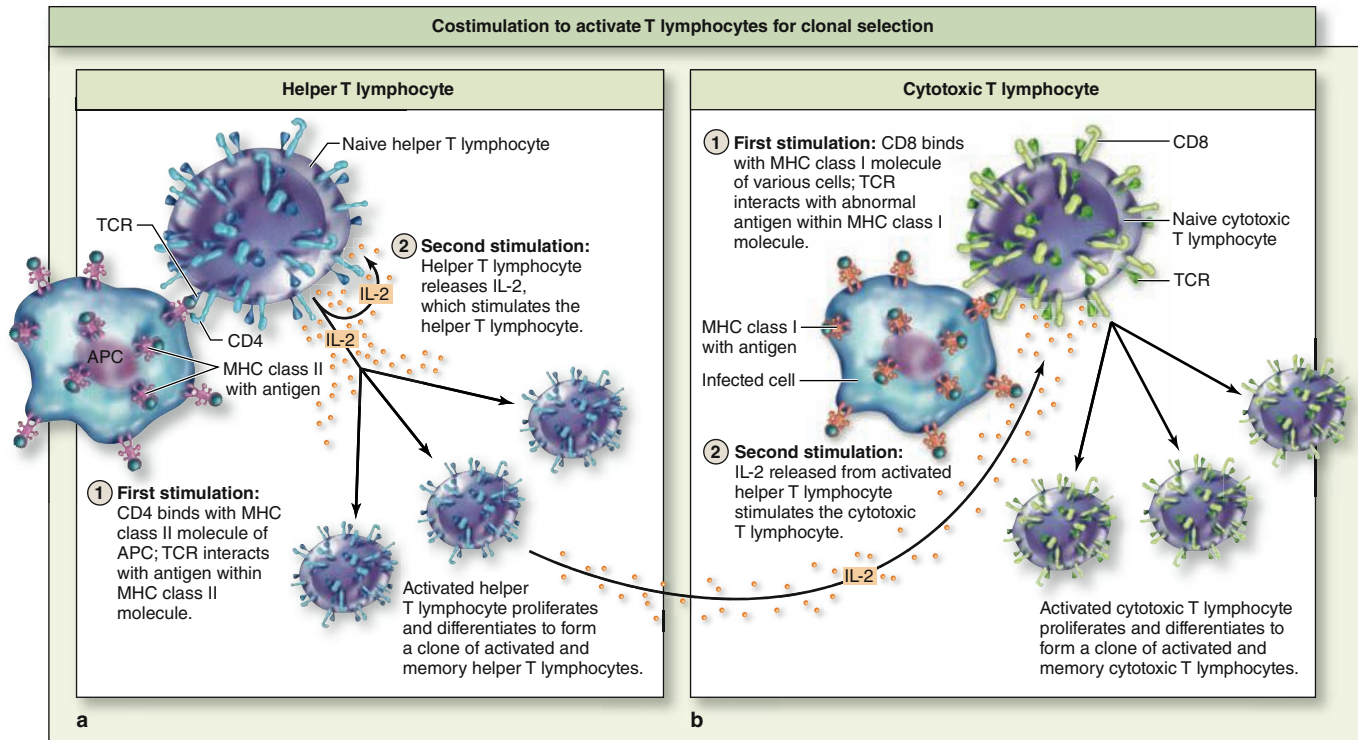 Costimulation to activate T lymphocytes for clonal selection
Helper T lymphocyte
Naive helper T lymphocyte
TCR
2 Second stimulation:
Helper T lymphocyte
releases IL-2,
which stimulates the
helper T lymphocyte.
IL-2
IL-2
CD4
APC
MHC class II
with antigen
1 First stimulation:
CD4 binds with MHC
class II molecule of
APC; TCR interacts
with antigen within
MHC class II
molecule.
Activated helper
T lymphocyte proliferates
and differentiates to form
a clone of activated and
memory helper T lymphocytes.
a
Cytotoxic T lymphocyte
1 First stimulation: CD8 binds
with MHC class I molecule
of various cells; TCR
interacts with abnormal
antigen within MHC class I
molecule.
CD8
Naive cytotoxic
T lymphocyte
TCR
MHC class I
with antigen
Infected cell
2 Second stimulation:
IL-2 released from activated
helper T lymphocyte
stimulates the cytotoxic
T lymphocyte.
IL-2
Activated cytotoxic T lymphocyte
proliferates and differentiates to
form a clone of activated and
memory cytotoxic T lymphocytes.
b